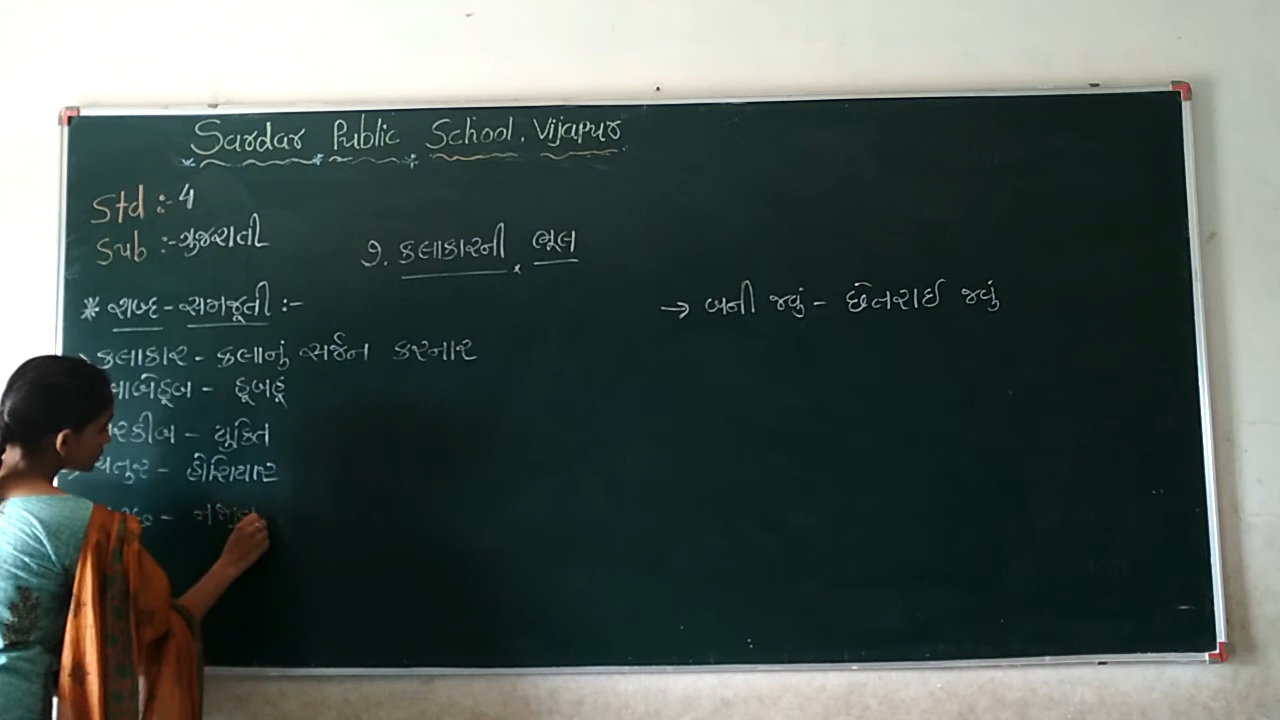 Sardar Public School, Vijapur
Std :- 4
Sub :- ગુજરાતી
૭. કલાકારની ભૂલ
* શબ્દ - સમજૂતી :-
કલાકાર - કલાનું સર્જન કરનાર
આબેહૂબ - હૂબહૂ
તરકીબ - યુકિત
→ ચતુર - હોશિયાર
→ બની જવું - છેતરાઈ જવું